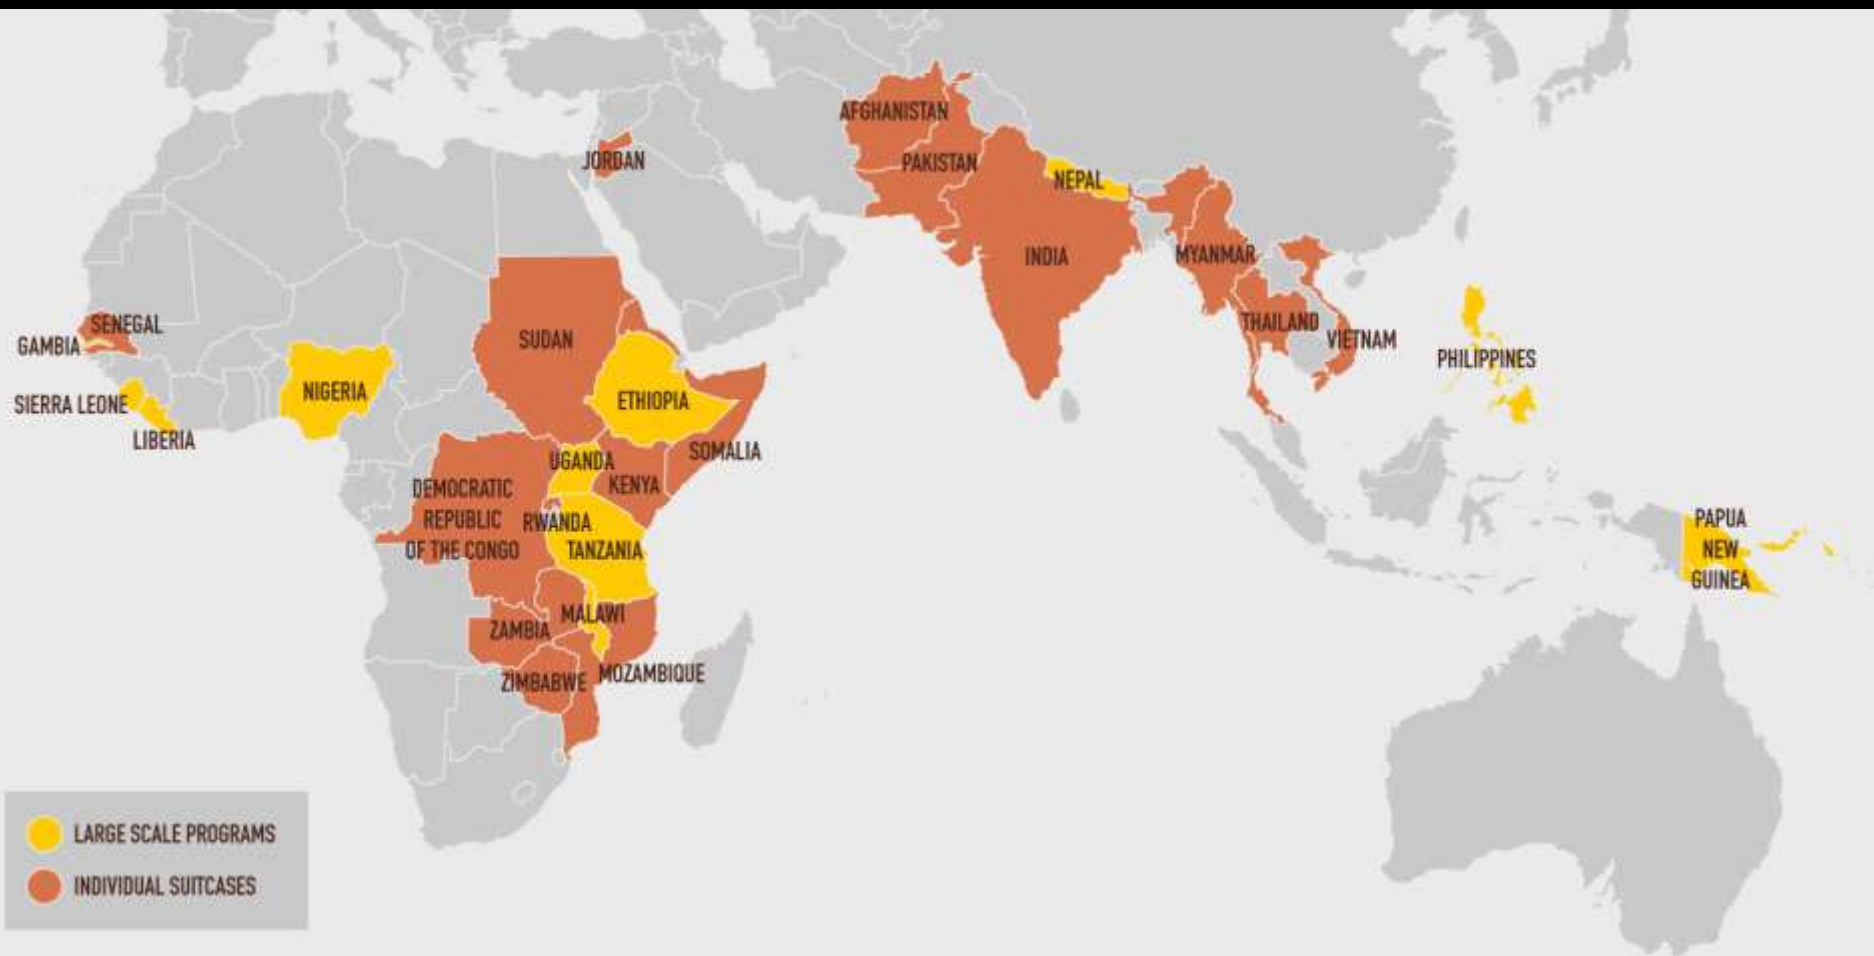 AFGHANISTAN
JORDAN
PAKISTAN
NEPAL
INDIA
MYANMAR
SENEGAL
GAMBIA
SUDAN
THAILAND
VIETNAM
PHILIPPINES
NIGERIA
ETHIOPIA
SIERRA LEONE
LIBERIA
SOMALIA
UGANDA
KENYA
DEMOCRATIC
REPUBLIC
OF THE CONGO
RWANDA
TANZANIA
PAPUA
NEW
GUINEA
MALAWI
ZAMBIA
MOZAMBIQUE
ZIMBABWE
LARGE SCALE PROGRAMS
INDIVIDUAL SUITCASES